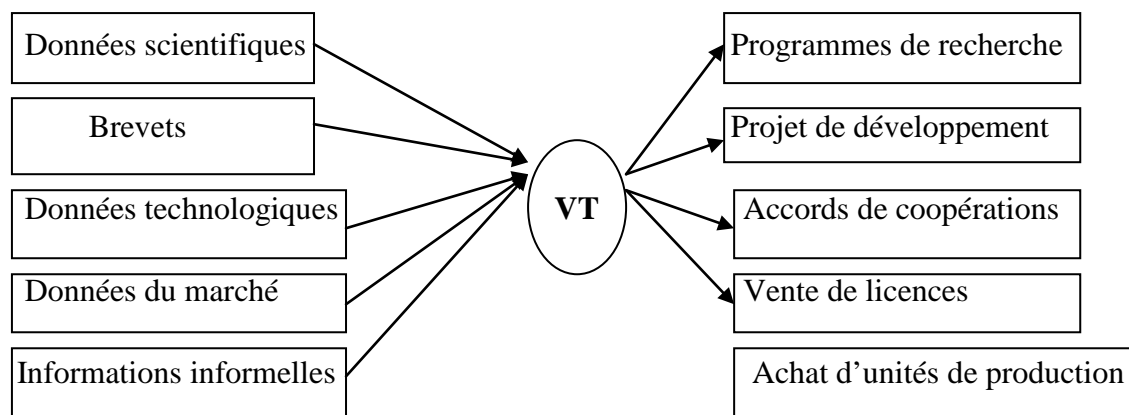 Données scientifiques
Brevets
Données technologiques
Données du marché
Informations informelles
VT
Programmes de recherche
Projet de développement
Accords de coopérations
Vente de licences
Achat d’unités de production